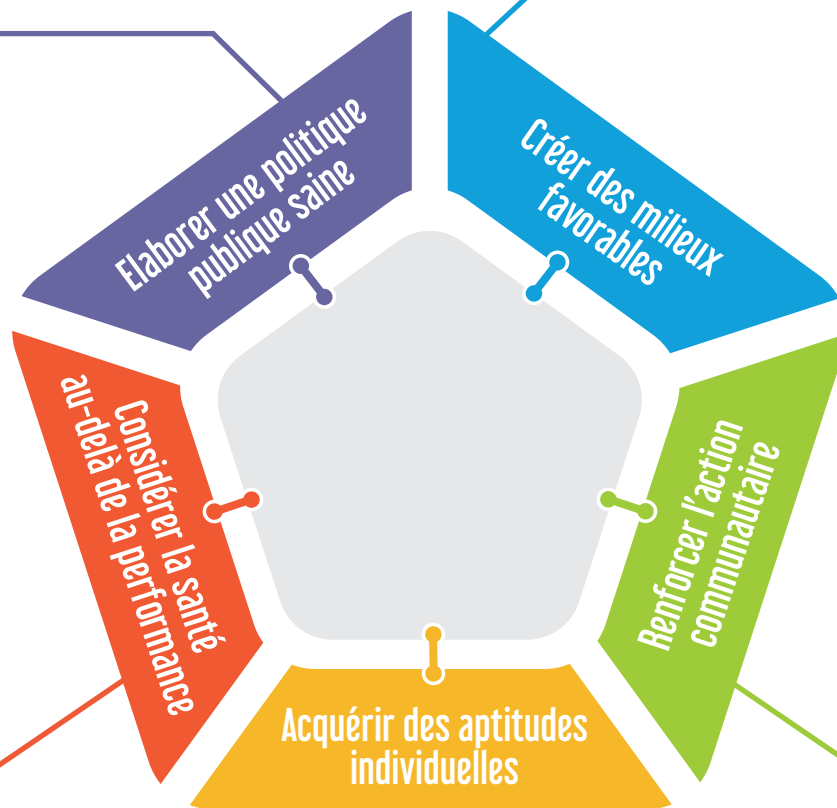 Elaborer une politique
publique saine
Créer des milieux
favorables
Considérer la santé
au-delà de la performance
Renforcer l'action
communautaire
Acquérir des aptitudes
individuelles